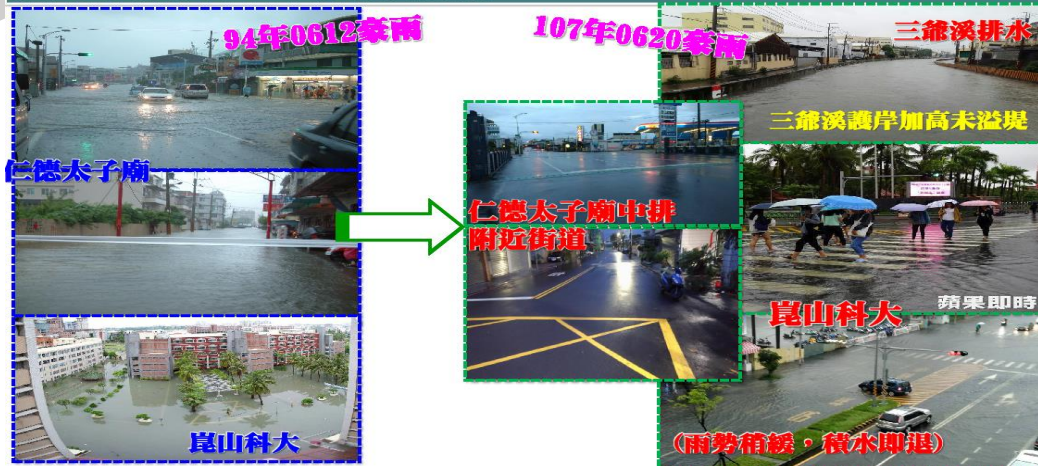 94年0612豪雨
仁德太子廟
崑山科大
107年0620豪雨
仁德太子廟中排
附近街道
三爺溪排水
三爺溪護岸加高未溢堤
蘋果即時
崑山科大
(雨勢稍緩，積水即退)